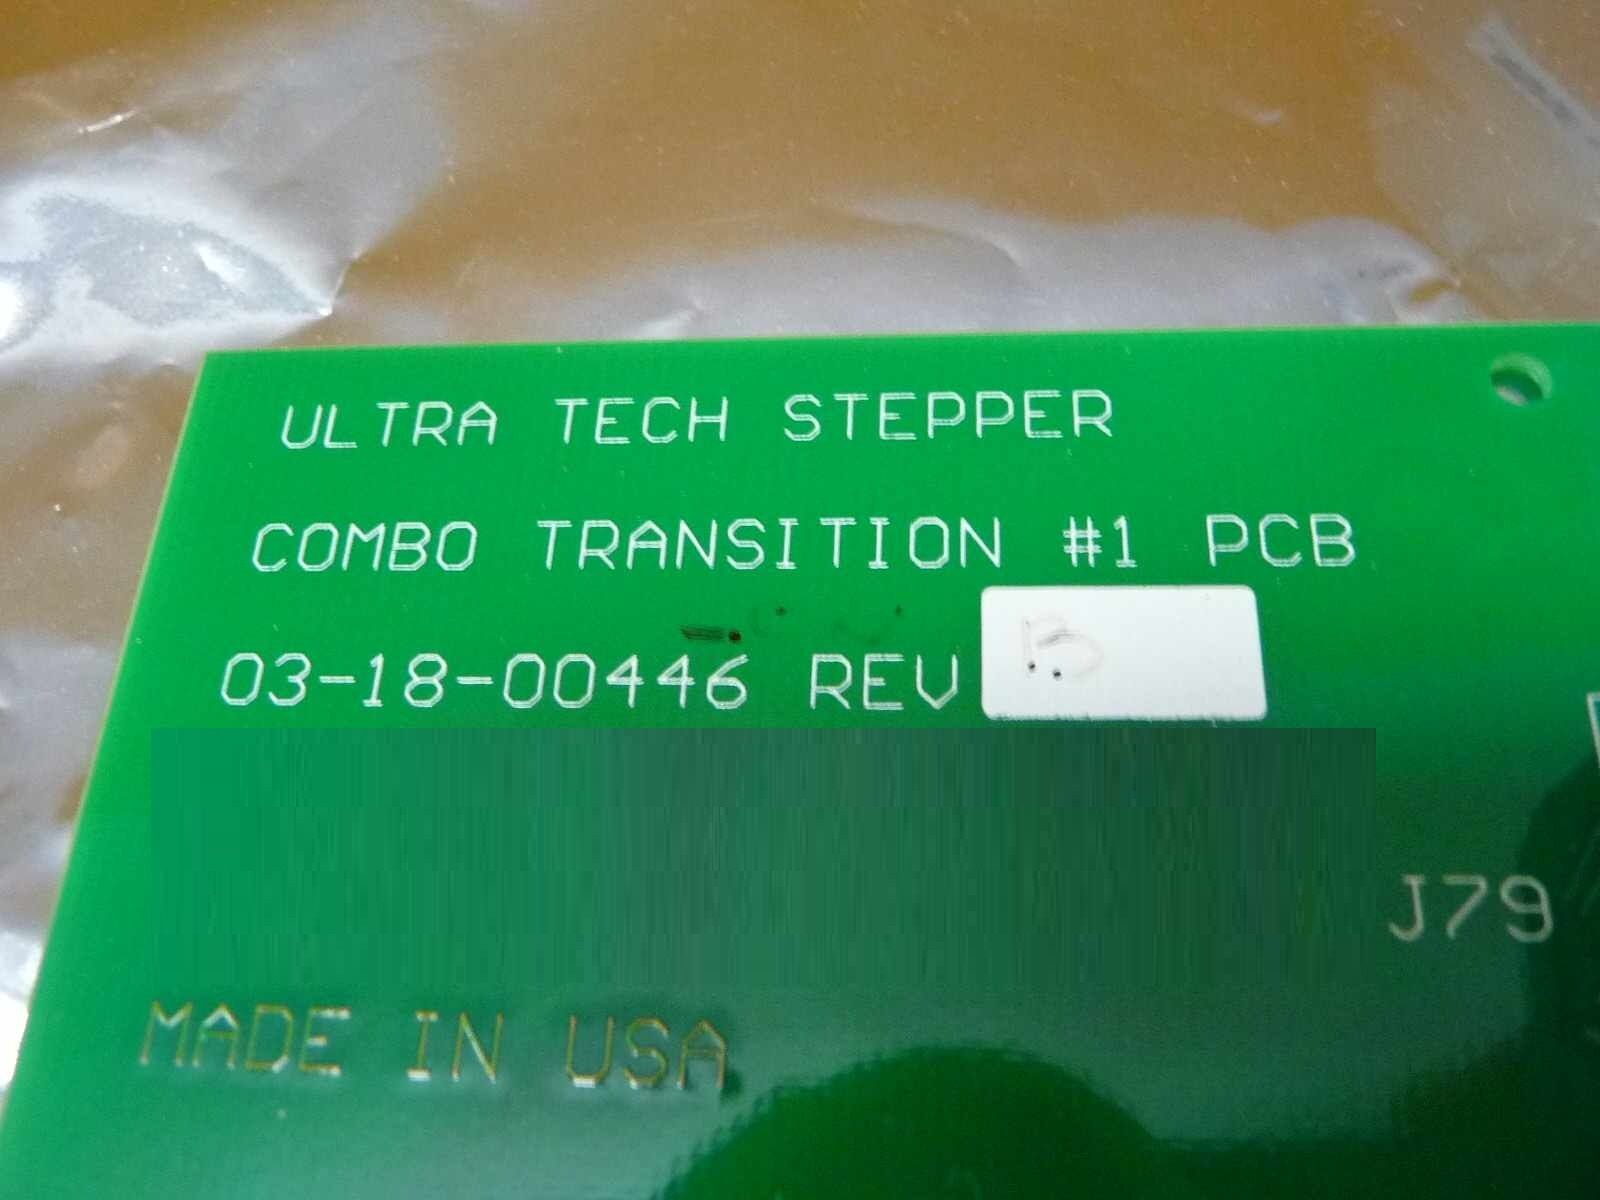 ULTRA TECH STEPPER
COMBO TRANSITION #1 PCB
03-18-00446 REV B
J79
MADE IN USA